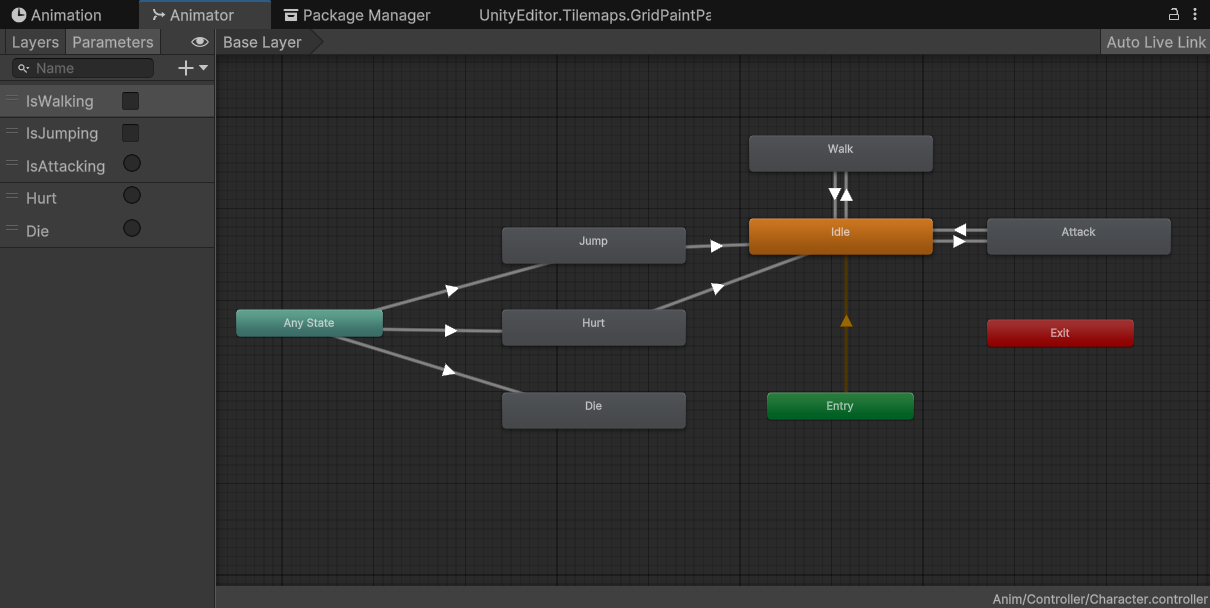 Animation
Animator
Package Manager
UnityEditor.Tilemaps.GridPaintPa
Layers
Parameters
Base Layer
Auto Live Link
Name
IsWalking
IsJumping
IsAttacking
Hurt
Die
Walk
Idle
Attack
Jump
Any State
Hurt
Exit
Die
Entry
Anim/Controller/Character.controller